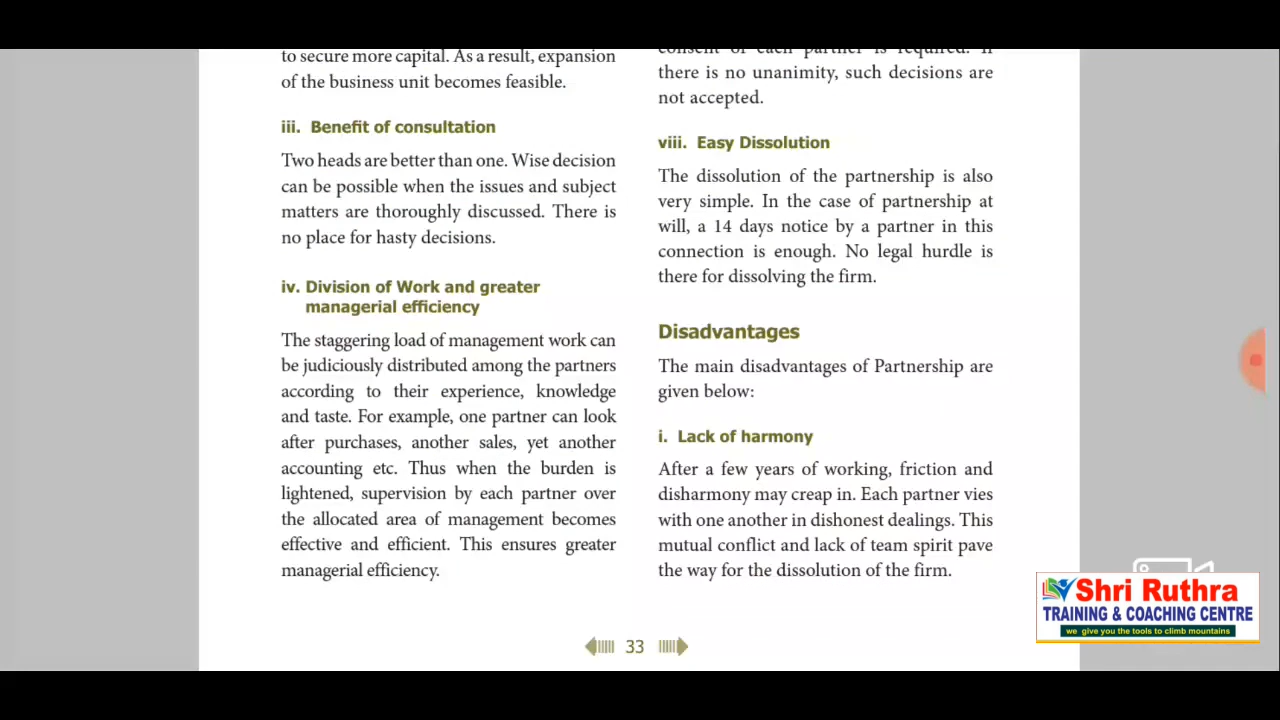 to secure more capital. As a result, expansion
of the business unit becomes feasible.
iii. Benefit of consultation
Two heads are better than one. Wise decision
can be possible when the issues and subject
matters are thoroughly discussed. There is
no place for hasty decisions.
iv. Division of Work and greater
managerial efficiency
The staggering load of management work can
be judiciously distributed among the partners
according to their experience, knowledge
and taste. For example, one partner can look
after purchases, another sales, yet another
accounting etc. Thus when the burden is
lightened, supervision by each partner over
the allocated area of management becomes
effective and efficient. This ensures greater
managerial efficiency.
consent of each partner is required. If
there is no unanimity, such decisions are
not accepted.
viii. Easy Dissolution
The dissolution of the partnership is also
very simple. In the case of partnership at
will, a 14 days notice by a partner in this
connection is enough. No legal hurdle is
there for dissolving the firm.
Disadvantages
The main disadvantages of Partnership are
given below:
i. Lack of harmony
After a few years of working, friction and
disharmony may creap in. Each partner vies
with one another in dishonest dealings. This
mutual conflict and lack of team spirit pave
the way for the dissolution of the firm.
33
Shri Ruthra
TRAINING & COACHING CENTRE
we give you the tools to climb mountains